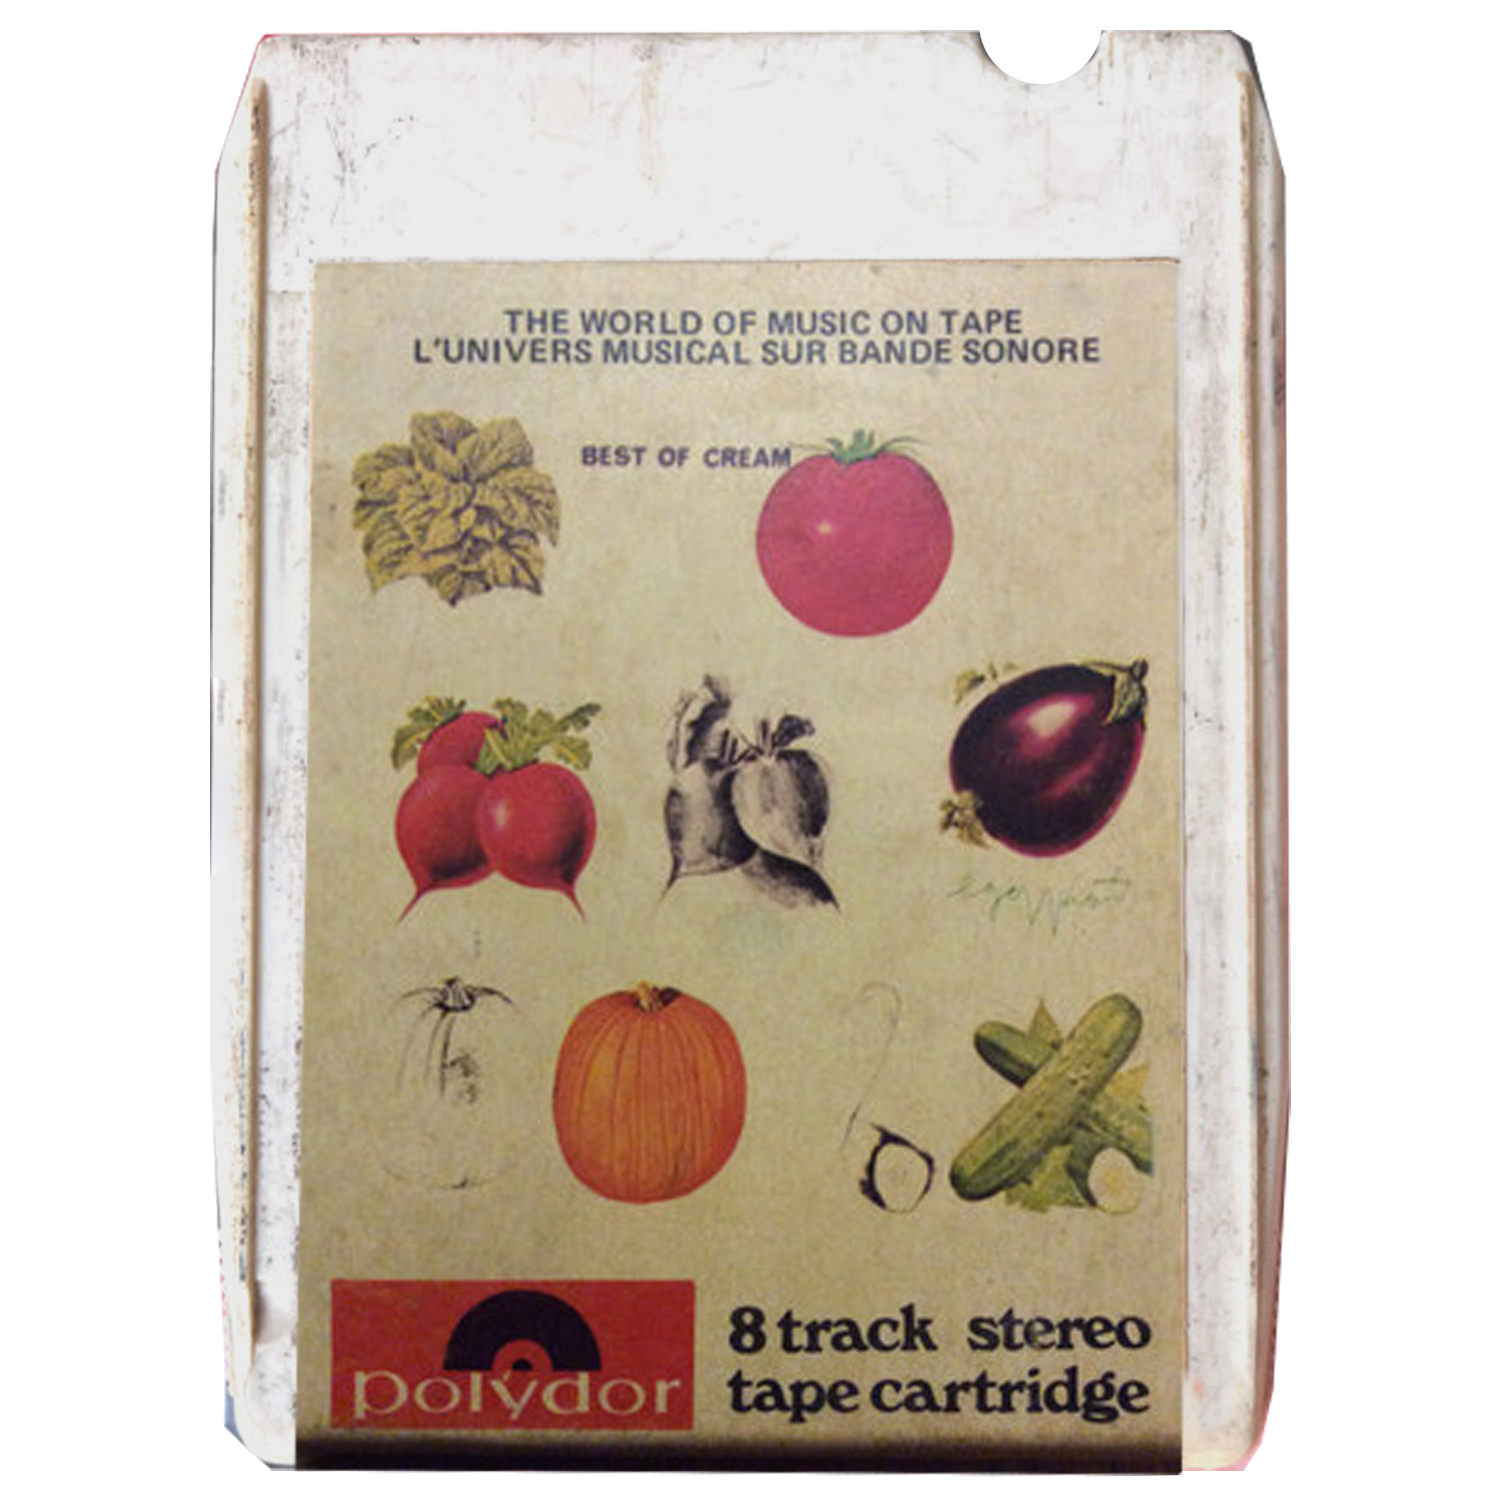 THE WORLD OF MUSIC ON TAPE
L'UNIVERS MUSICAL SUR BANDE SONORE
BEST OF CREAM
polydor
8 track stereo
tape cartridge